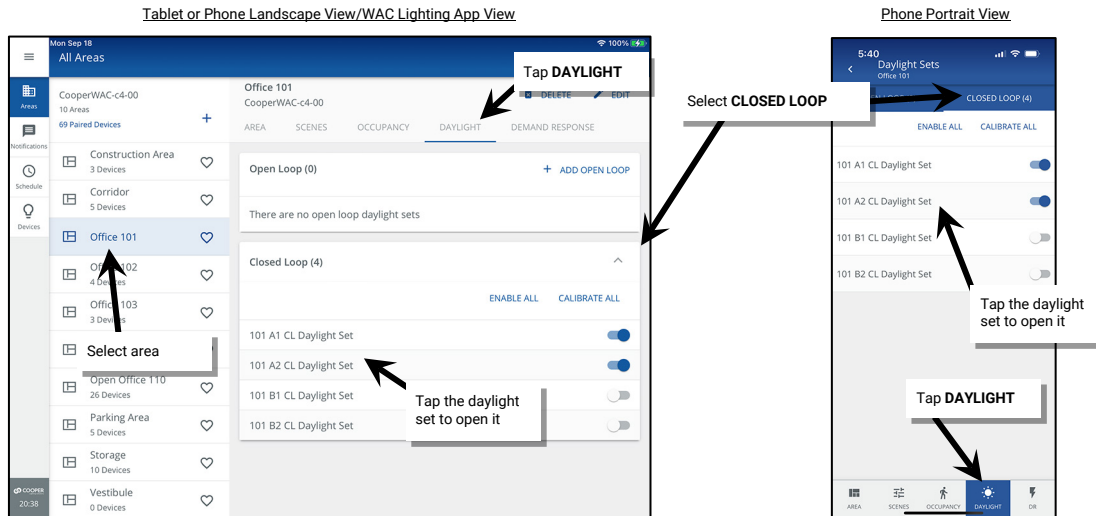 Tablet or Phone Landscape View/WAC Lighting App View
Mon Sep 18
100%
All Areas
Areas
Notifications
Schedule
Devices
COOPER
20:38
CooperWAC-c4-00
10 Areas
69 Paired Devices
+
Construction Area
3 Devices
Corridor
5 Devices
Office 101
Office 102
4 Devices
Office 103
3 Devices
Select area
Open Office 110
26 Devices
Parking Area
5 Devices
Storage
10 Devices
Vestibule
0 Devices
Office 101
CooperWAC-c4-00
Tap DAYLIGHT
DELETE
EDIT
AREA SCENES OCCUPANCY DAYLIGHT DEMAND RESPONSE
Open Loop (0)
+ ADD OPEN LOOP
There are no open loop daylight sets
Closed Loop (4)
ENABLE ALL CALIBRATE ALL
101 A1 CL Daylight Set
101 A2 CL Daylight Set
101 B1 CL Daylight Set
101 B2 CL Daylight Set
Tap the daylight
set to open it
Select CLOSED LOOP
Phone Portrait View
5:40
Daylight Sets
Office 101
CLOSED LOOP (4)
ENABLE ALL CALIBRATE ALL
101 A1 CL Daylight Set
101 A2 CL Daylight Set
101 B1 CL Daylight Set
101 B2 CL Daylight Set
Tap the daylight
set to open it
Tap DAYLIGHT
AREA SCENES OCCUPANCY DAYLIGHT DR